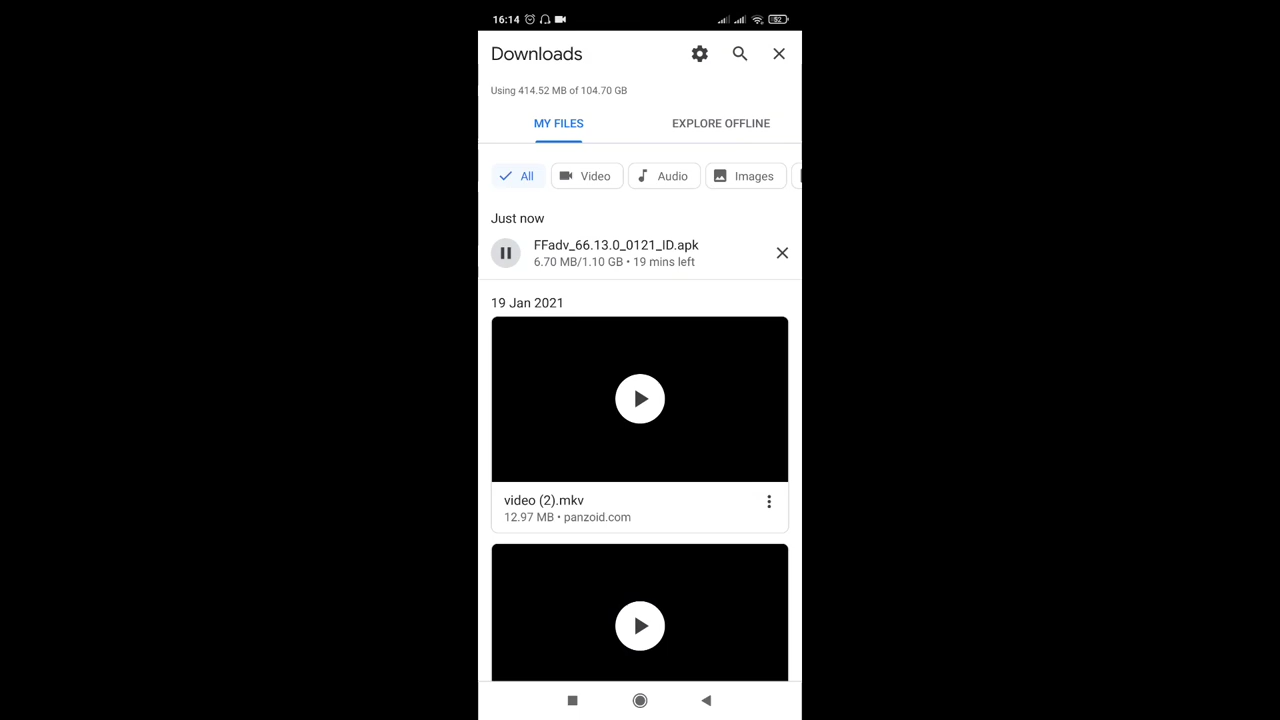 16:14
52
Downloads
Using 414.52 MB of 104.70 GB
MY FILES
EXPLORE OFFLINE
All
Video
Audio
Images
Just now
FFadv_66.13.0_0121_ID.apk
6.70 MB/1.10 GB • 19 mins left
19 Jan 2021
video (2).mkv
12.97 MB • panzoid.com